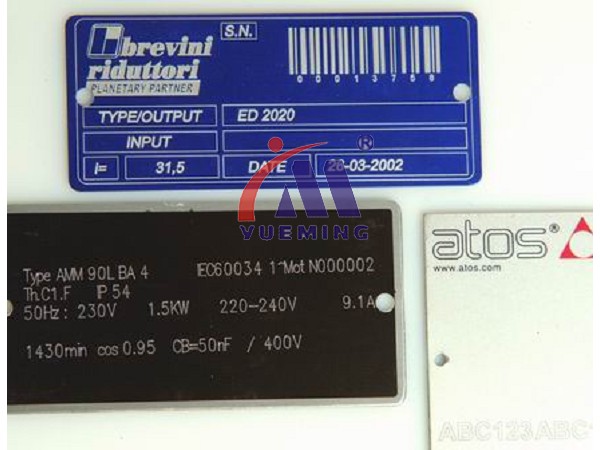 brevini
riduttori
PLANETARY PARTNER
S.N.
00013756
TYPE/OUTPUT ED 2020
INPUT
i= 31,5 DATE 28-03-2002
®
YUEMING
Type AMM 90L BA 4 IEC60034 1~Mot N000002
Th.C1.F IP 54
50Hz: 230V 1.5KW 220-240V 9.1A
1430min cos 0.95 CB=50nF / 400V
atos
www.atos.com
ABC123ABC